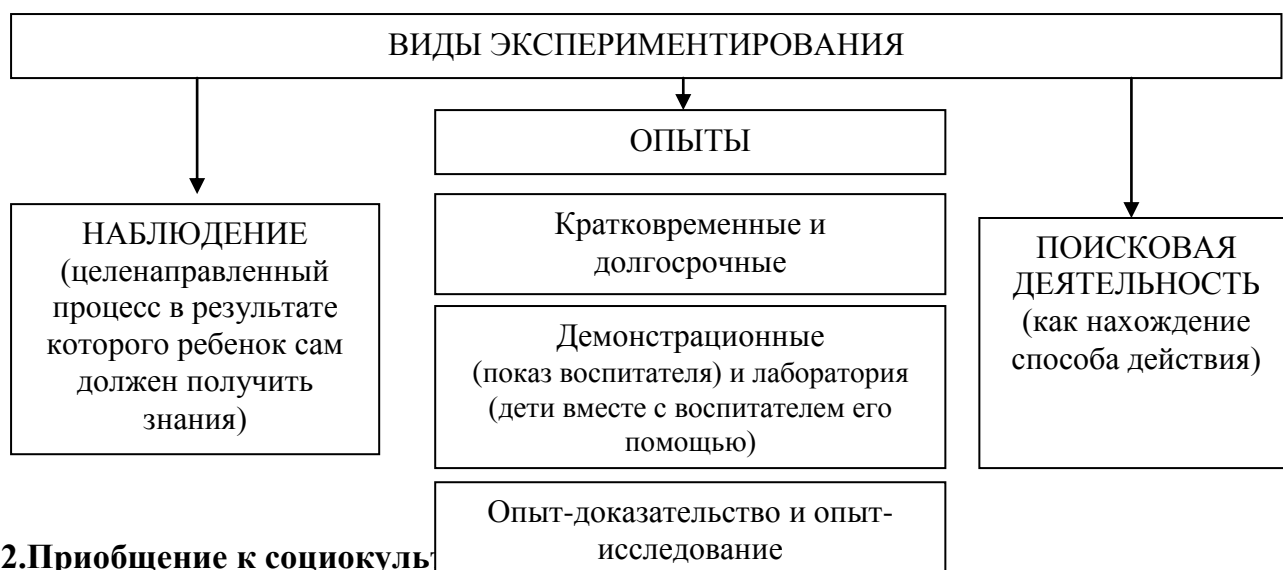 ВИДЫ ЭКСПЕРИМЕНТИРОВАНИЯ
ОПЫТЫ
НАБЛЮДЕНИЕ
(целенаправленный
процесс в результате
которого ребенок сам
должен получить
знания)
Кратковременные и
долгосрочные
Демонстрационные
(показ воспитателя) и лаборатория
(дети вместе с воспитателем его
помощью)
Опыт-доказательство и опыт-
исследование
ПОИСКОВАЯ
ДЕЯТЕЛЬНОСТЬ
(как нахождение
способа действия)
2.Приобщение к